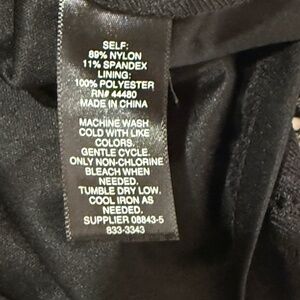 SELF:
89% NYLON
11% SPANDEX
LINING:
100% POLYESTER
RN# 44480
MADE IN CHINA
MACHINE WASH
COLD WITH LIKE
COLORS.
GENTLE CYCLE.
ONLY NON-CHLORINE
BLEACH WHEN
NEEDED.
TUMBLE DRY LOW.
COOL IRON AS
NEEDED.
SUPPLIER 08843-5
833-3343